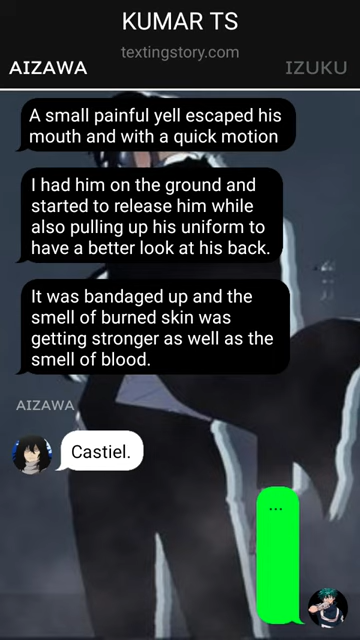 KUMAR TS
textingstory.com
AIZAWA
IZUKU
A small painful yell escaped his
mouth and with a quick motion
I had him on the ground and
started to release him while
also pulling up his uniform to
have a better look at his back.
It was bandaged up and the
smell of burned skin was
getting stronger as well as the
smell of blood.
AIZAWA
Castiel.
...